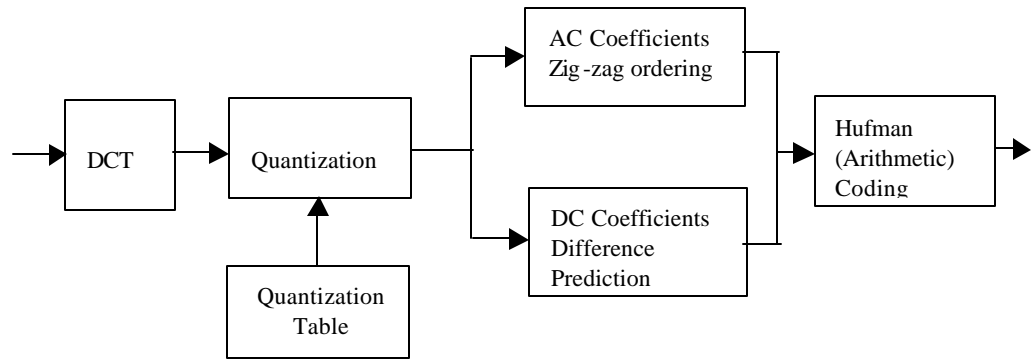 DCT
Quantization
Quantization
Table
AC Coefficients
Zig-zag ordering
DC Coefficients
Difference
Prediction
Hufman
(Arithmetic)
Coding